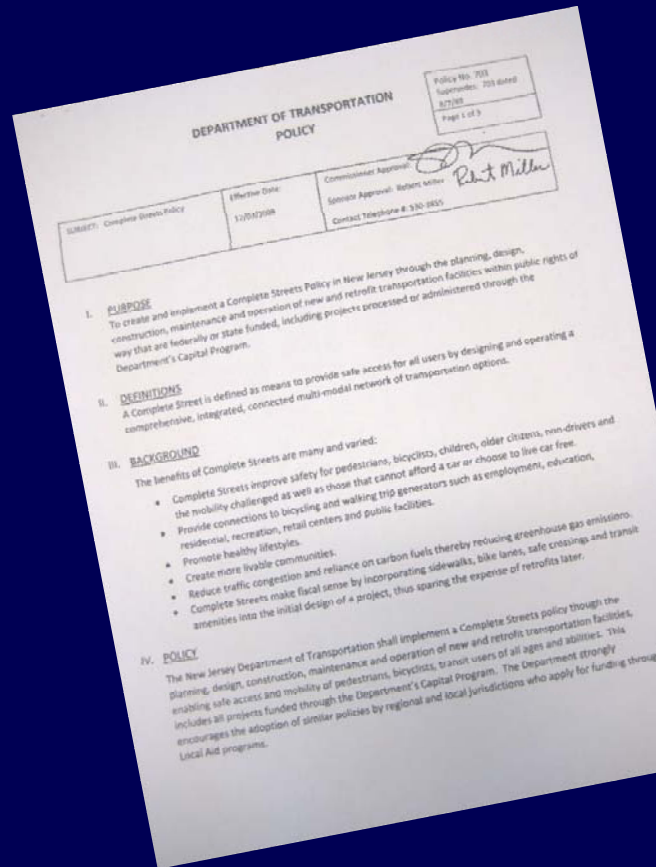 DEPARTMENT OF TRANSPORTATION
POLICY
Policy No. 703
Supersedes: 703 dated
Page 1 of 3
SUBJECT: Complete Streets Policy
Effective Date:
Commissioner Approval:
Sponsor Approval: Robert Miller
Robert Miller
Contact Telephone #: 530-3855
I. PURPOSE
To create and implement a Complete Streets Policy in New Jersey through the planning, design,
construction, maintenance and operation of new and retrofit transportation facilities within public rights of
way that are federally or state funded, including projects processed or administered through the
Department's Capital Program.
II. DEFINITIONS
A Complete Street is defined as means to provide safe access for all users by designing and operating a
comprehensive, integrated, connected multi-modal network of transportation options.
III. BACKGROUND
The benefits of Complete Streets are many and varied:
• Complete Streets improve safety for pedestrians, bicyclists, children, older citizens, non-drivers and
the mobility challenged as well as those that cannot afford a car or choose to live car free.
• Provide connections to bicycling and walking trip generators such as employment, education,
residential, recreation, retail centers and public facilities.
• Promote healthy lifestyles.
• Create more livable communities.
• Reduce traffic congestion and reliance on carbon fuels thereby reducing greenhouse gas emissions.
• Complete Streets make fiscal sense by incorporating sidewalks, bike lanes, safe crossings and transit
amenities into the initial design of a project, thus sparing the expense of retrofits later.
IV. POLICY
The New Jersey Department of Transportation shall implement a Complete Streets policy though the
planning, design, construction, maintenance and operation of new and retrofit transportation facilities,
enabling safe access and mobility of pedestrians, bicyclists, transit users of all ages and abilities. This
includes all projects funded through the Department's Capital Program. The Department strongly
encourages the adoption of similar policies by regional and local jurisdictions who apply for funding through
Local Aid programs.